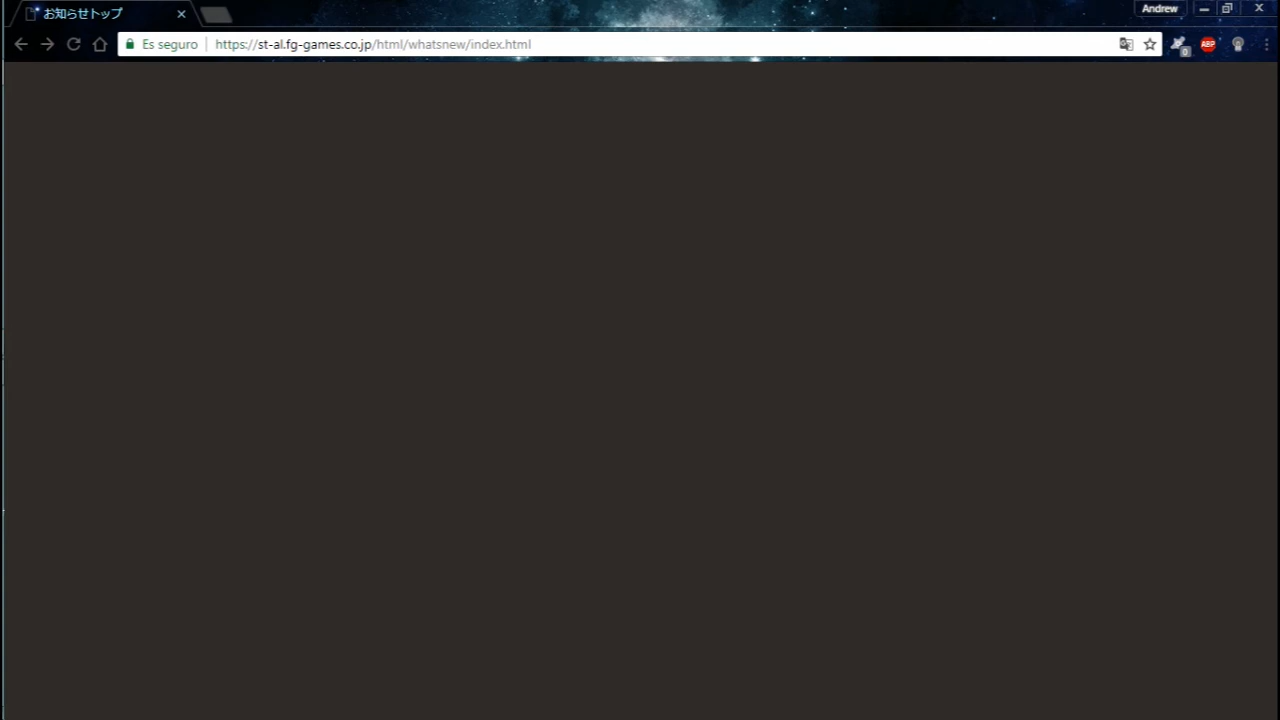 お知らせトップ
Andrew
Es seguro
https://st-al.fg-games.co.jp/html/whatsnew/index.html
0
ABP